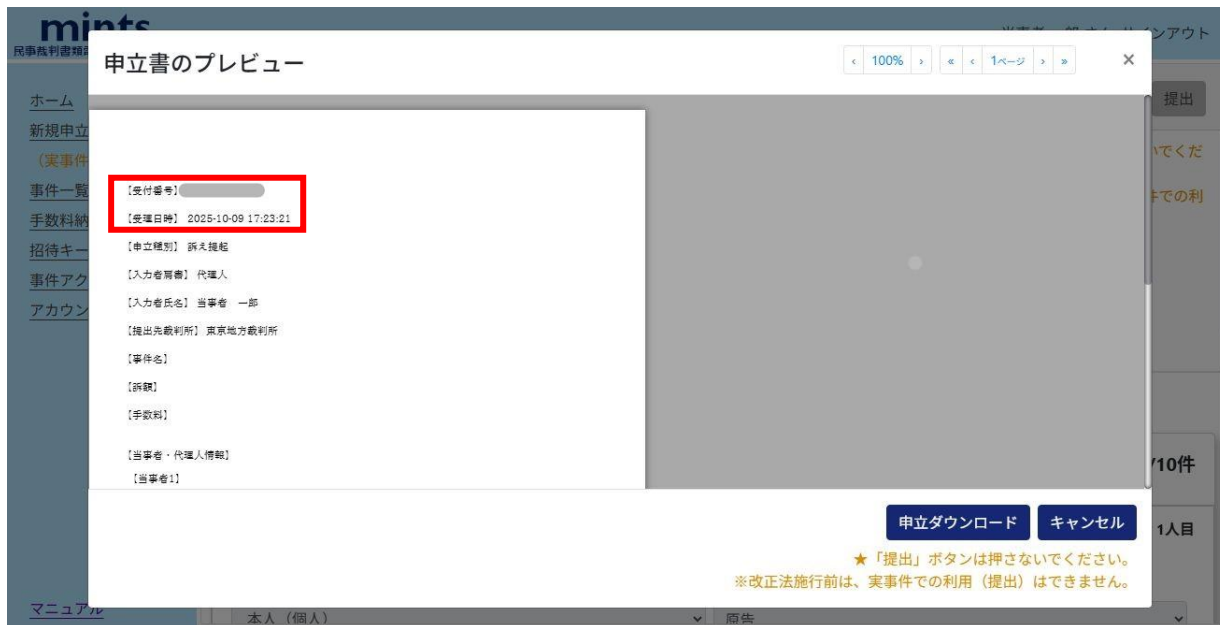 mints
民事裁判書類
サインアウト
申立書のプレビュー
‹ 100% › « ‹ 1ページ › » ×
ホーム
提出
新規申立
（実事件
いでくだ
事件一覧
件での利
手数料納
招待キー
事件アク
アカウン
【受付番号】
【受理日時】 2025-10-09 17:23:21
【申立種別】 訴え提起
【入力者肩書】 代理人
【入力者氏名】 当事者　一郎
【提出先裁判所】 東京地方裁判所
【事件名】
【訴額】
【手数料】
【当事者・代理人情報】
【当事者1】
/10件
申立ダウンロード キャンセル
1人目
★「提出」ボタンは押さないでください。
※改正法施行前は、実事件での利用（提出）はできません。
マニュアル
本人（個人） 原告